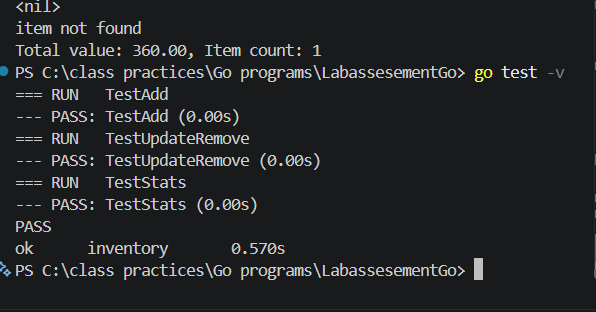 <nil>
item not found
Total value: 360.00, Item count: 1
PS C:\class practices\Go programs\LabassesementGo> go test -v
=== RUN   TestAdd
--- PASS: TestAdd (0.00s)
=== RUN   TestUpdateRemove
--- PASS: TestUpdateRemove (0.00s)
=== RUN   TestStats
--- PASS: TestStats (0.00s)
PASS
ok      inventory       0.570s
PS C:\class practices\Go programs\LabassesementGo>